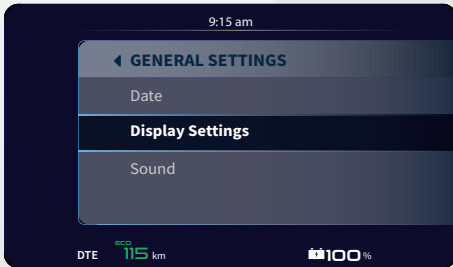 9:15 am
GENERAL SETTINGS
Date
Display Settings
Sound
ECO
DTE 115 km 100 %